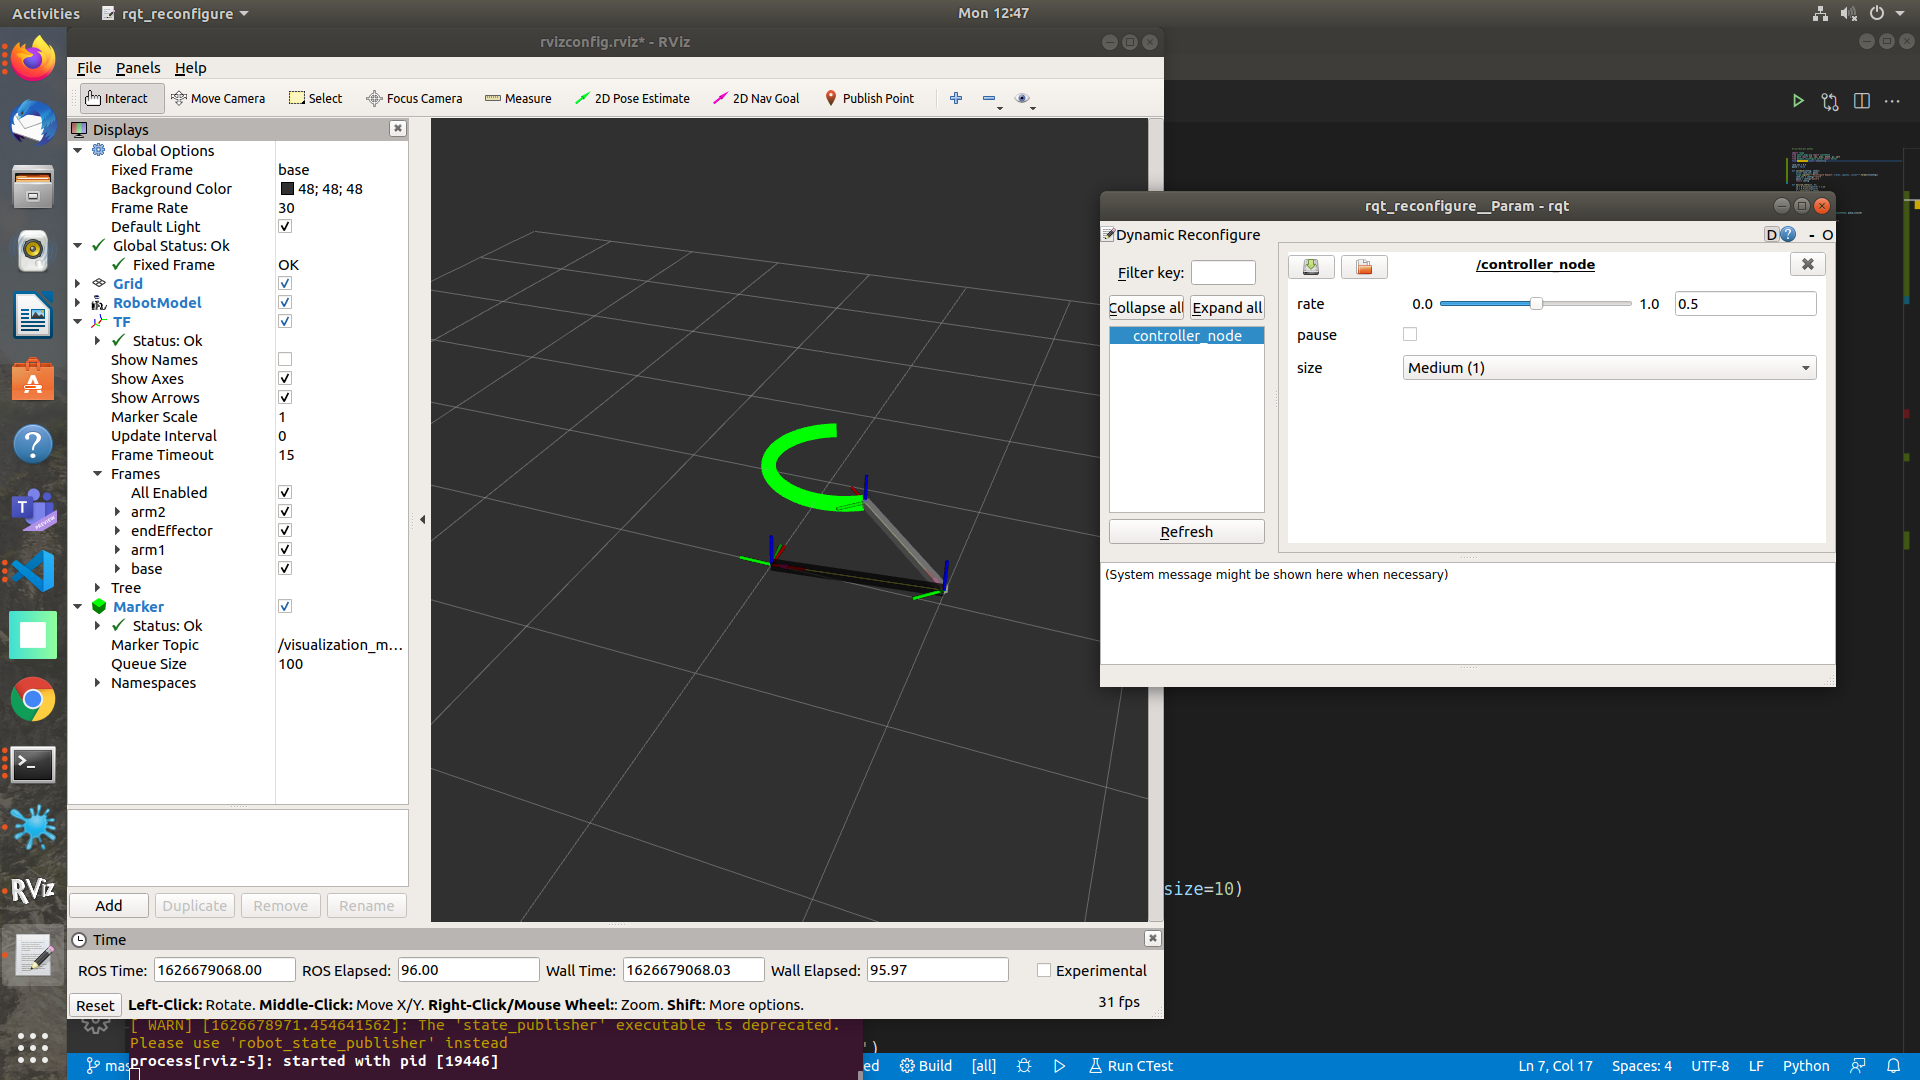 Activities rqt_reconfigure Mon 12:47
rvizconfig.rviz* - RViz
File Panels Help
Interact Move Camera Select Focus Camera Measure 2D Pose Estimate 2D Nav Goal Publish Point
Displays
Global Options
Fixed Frame base
Background Color 48; 48; 48
Frame Rate 30
Default Light
Global Status: Ok
Fixed Frame OK
Grid
RobotModel
TF
Status: Ok
Show Names
Show Axes
Show Arrows
Marker Scale 1
Update Interval 0
Frame Timeout 15
Frames
All Enabled
arm2
endEffector
arm1
base
Tree
Marker
Status: Ok
Marker Topic /visualization_m...
Queue Size 100
Namespaces
Add Duplicate Remove Rename
Time
ROS Time: 1626679068.00 ROS Elapsed: 96.00 Wall Time: 1626679068.03 Wall Elapsed: 95.97 Experimental
Reset Left-Click: Rotate. Middle-Click: Move X/Y. Right-Click/Mouse Wheel:: Zoom. Shift: More options. 31 fps
rqt_reconfigure__Param - rqt
Dynamic Reconfigure D - O
Filter key:
Collapse all Expand all
controller_node
Refresh
/controller_node
rate 0.0 1.0 0.5
pause
size Medium (1)
(System message might be shown here when necessary)
size=10)
')
[ WARN] [1626678971.454641562]: The 'state_publisher' executable is deprecated.
Please use 'robot_state_publisher' instead
process[rviz-5]: started with pid [19446]
mas ed Build [all] Run CTest Ln 7, Col 17 Spaces: 4 UTF-8 LF Python
RViz
PREVIEW